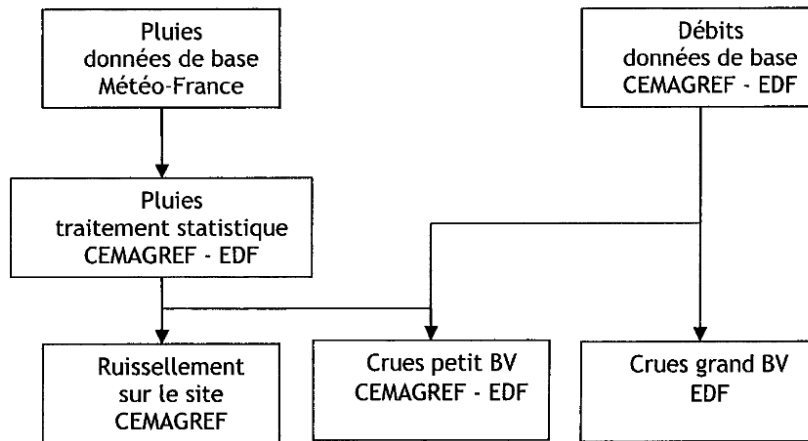 Pluies
données de base
Météo-France
Débits
données de base
CEMAGREF - EDF
Pluies
traitement statistique
CEMAGREF - EDF
Ruissellement
sur le site
CEMAGREF
Crues petit BV
CEMAGREF - EDF
Crues grand BV
EDF